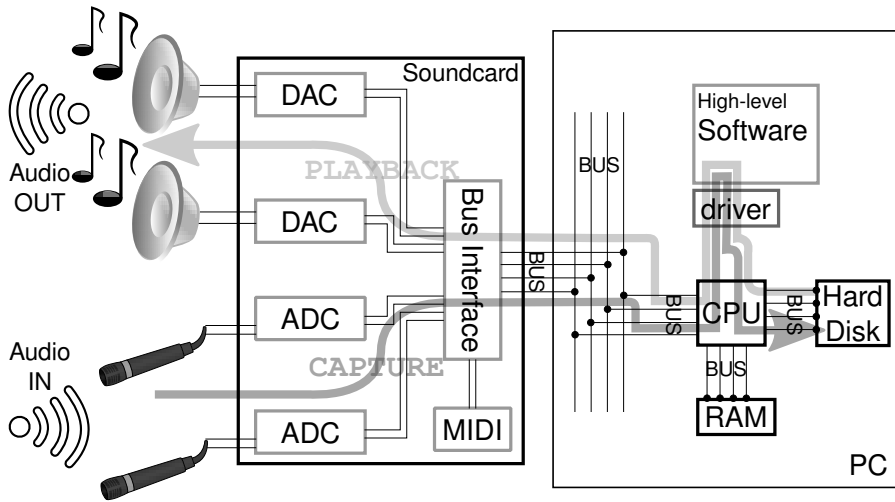 Soundcard
DAC
High-level
Software
BUS
Audio
OUT
PLAYBACK
DAC
driver
Bus Interface
BUS
ADC
BUS
CPU
BUS
Hard
Disk
Audio
IN
CAPTURE
BUS
ADC
MIDI
RAM
PC